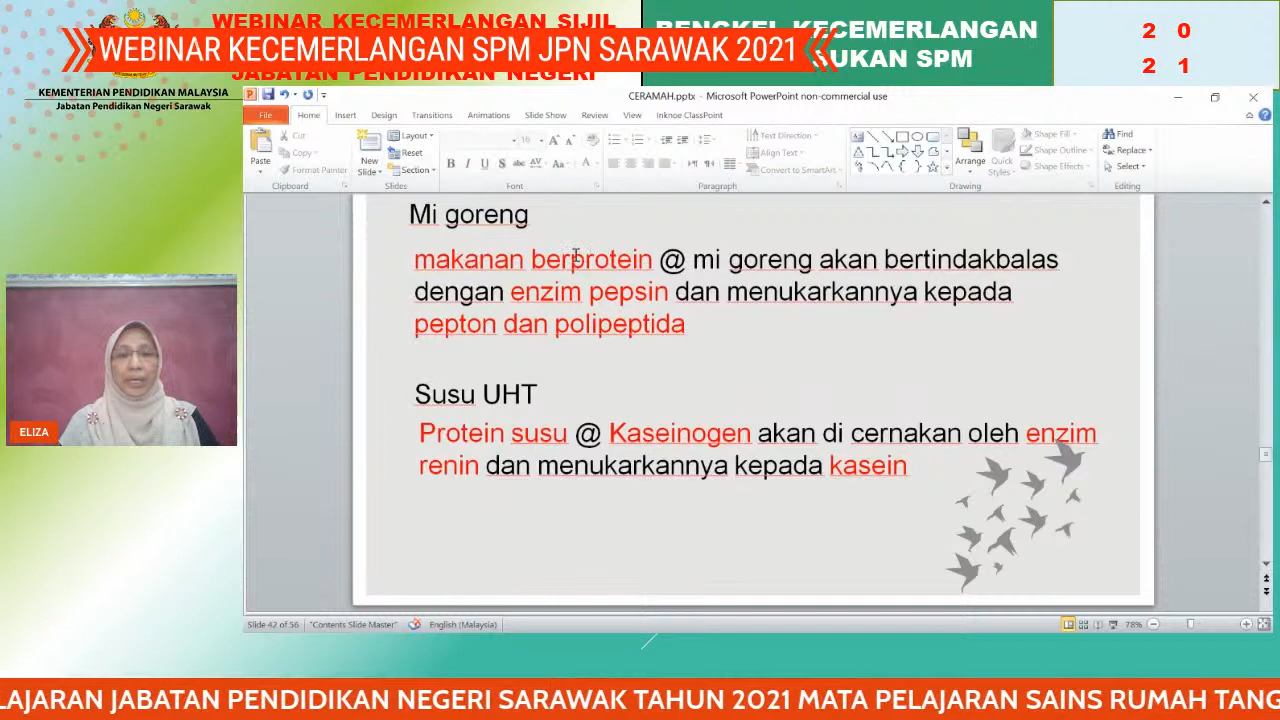 WEBINAR KECEMERLANGAN SIJIL
WEBINAR KECEMERLANGAN SPM JPN SARAWAK 2021
JABATAN PENDIDIKAN NEGERI
BENGKEL KECEMERLANGAN
SUKAN SPM
2 0
2 1
KEMENTERIAN PENDIDIKAN MALAYSIA
Jabatan Pendidikan Negeri Sarawak
CERAMAH.pptx - Microsoft PowerPoint non-commercial use
File Home Insert Design Transitions Animations Slide Show Review View Inknoe ClassPoint
Cut
Copy
Format Painter
Paste
Clipboard
New
Slide
Layout
Reset
Section
Slides
16
Font
Text Direction
Align Text
Convert to SmartArt
Paragraph
Arrange
Quick
Styles
Shape Fill
Shape Outline
Shape Effects
Drawing
Find
Replace
Select
Editing
Mi goreng
makanan berprotein @ mi goreng akan bertindakbalas
dengan enzim pepsin dan menukarkannya kepada
pepton dan polipeptida
Susu UHT
Protein susu @ Kaseinogen akan di cernakan oleh enzim
renin dan menukarkannya kepada kasein
ELIZA
Slide 42 of 56 "Contents Slide Master" English (Malaysia) 78%
LAJARAN JABATAN PENDIDIKAN NEGERI SARAWAK TAHUN 2021 MATA PELAJARAN SAINS RUMAH TANG